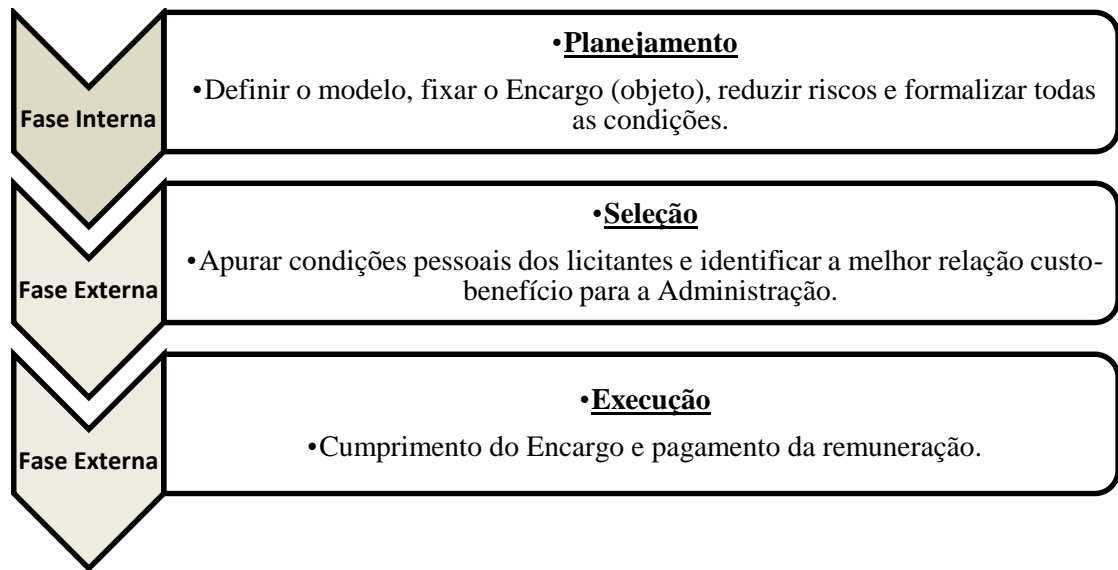 Fase Interna
•Planejamento
•Definir o modelo, fixar o Encargo (objeto), reduzir riscos e formalizar todas
as condições.
Fase Externa
•Seleção
•Apurar condições pessoais dos licitantes e identificar a melhor relação custo-
benefício para a Administração.
Fase Externa
•Execução
•Cumprimento do Encargo e pagamento da remuneração.